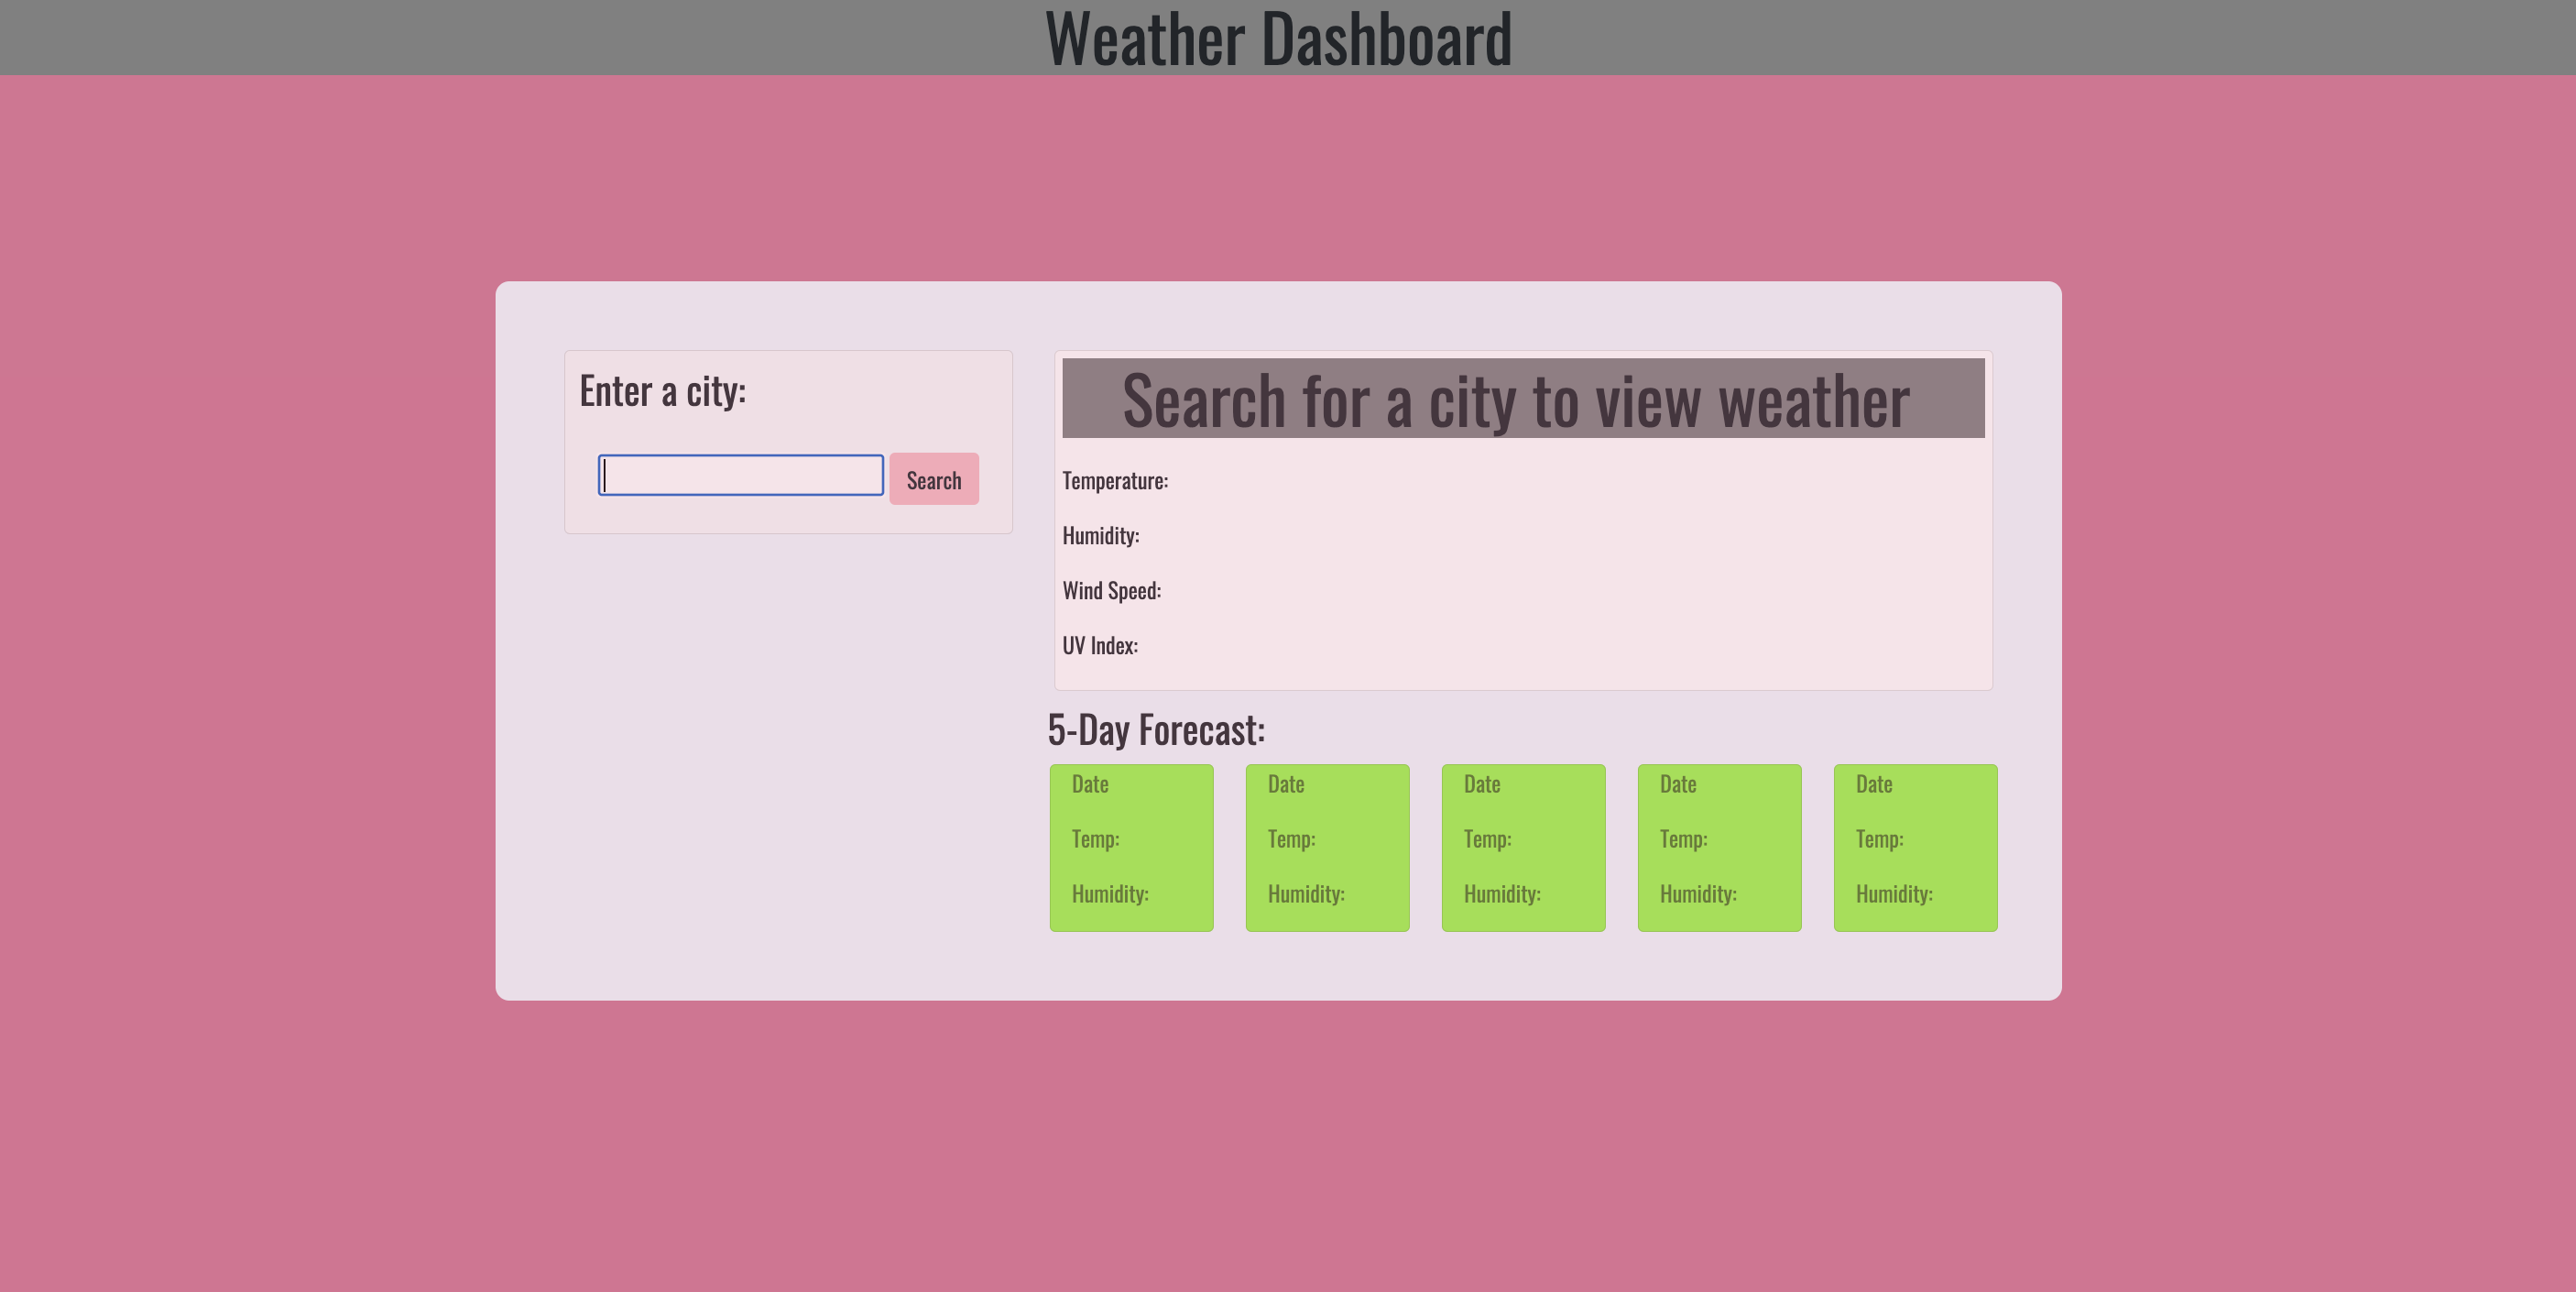 Weather Dashboard
Enter a city:
Search
Search for a city to view weather
Temperature:
Humidity:
Wind Speed:
UV Index:
5-Day Forecast:
Date
Temp:
Humidity:
Date
Temp:
Humidity:
Date
Temp:
Humidity:
Date
Temp:
Humidity:
Date
Temp:
Humidity: